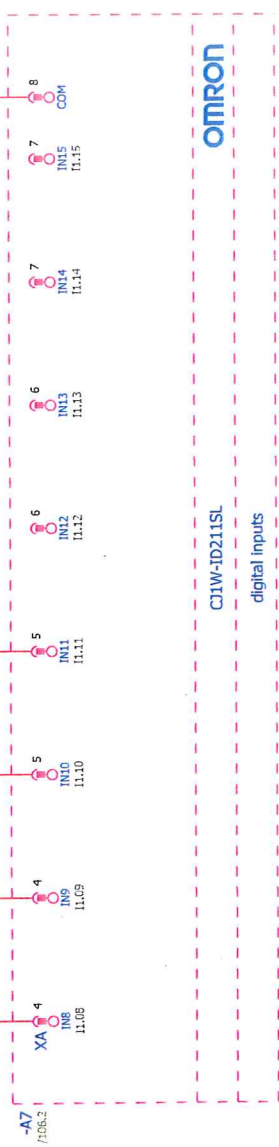 -A7
/106.2
XA
4
IN8
I1.08
4
IN9
I1.09
5
IN10
I1.10
5
IN11
I1.11
6
IN12
I1.12
6
IN13
I1.13
7
IN14
I1.14
7
IN15
I1.15
8
COM
CJ1W-ID211SL
OMRON
digital inputs